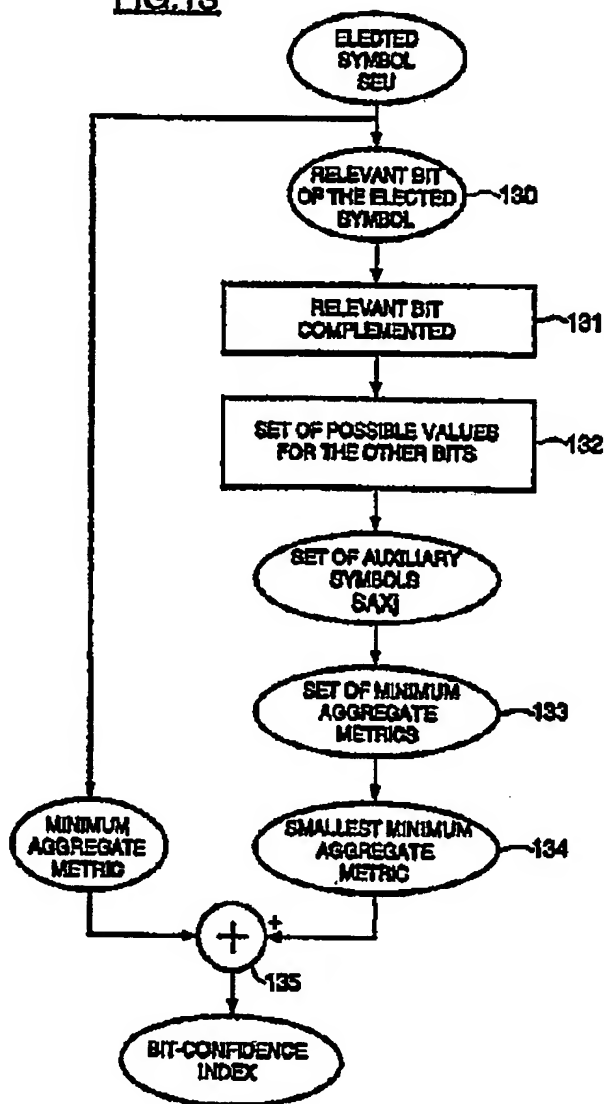 FIG.13
ELECTED
SYMBOL
SEU
RELEVANT BIT
OF THE ELECTED
SYMBOL
130
RELEVANT BIT
COMPLEMENTED
131
SET OF POSSIBLE VALUES
FOR THE OTHER BITS
132
SET OF AUXILIARY
SYMBOLS
SAXj
SET OF MINIMUM
AGGREGATE
METRICS
133
MINIMUM
AGGREGATE
METRIC
SMALLEST MINIMUM
AGGREGATE
METRIC
134
+
+
135
BIT-CONFIDENCE
INDEX